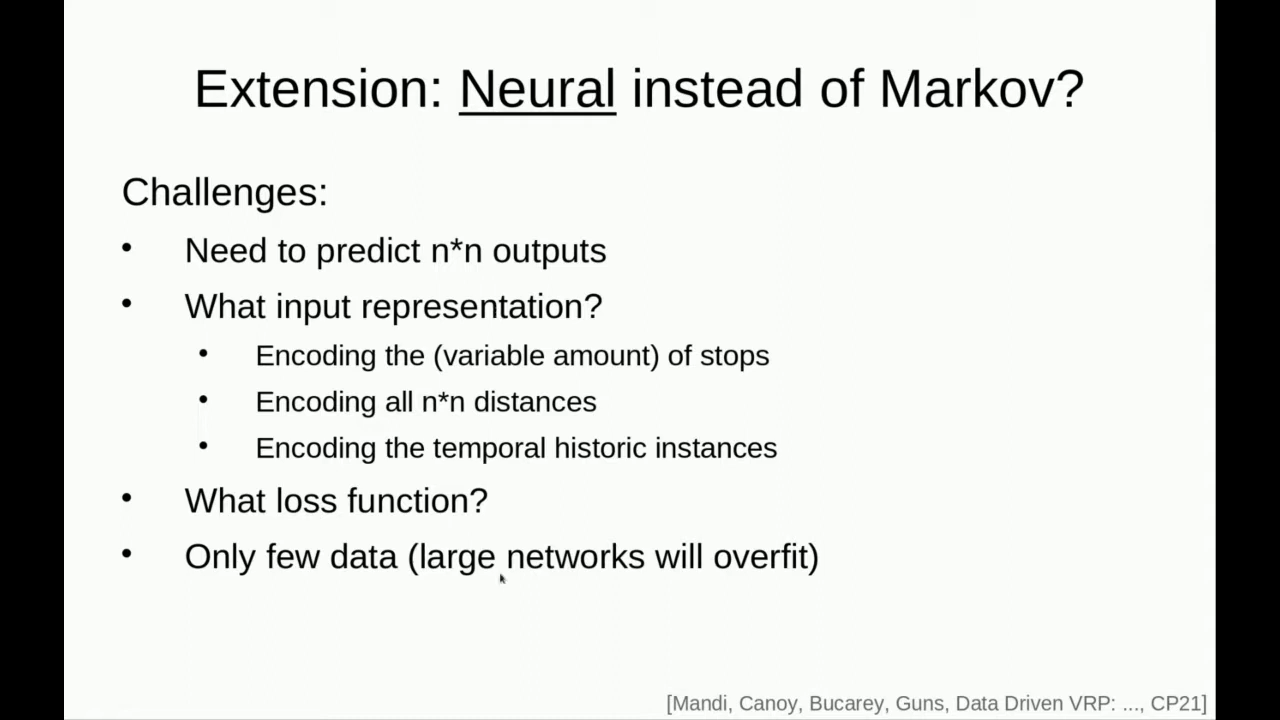 Extension: Neural instead of Markov?
Challenges:
• Need to predict n*n outputs
• What input representation?
• Encoding the (variable amount) of stops
• Encoding all n*n distances
• Encoding the temporal historic instances
• What loss function?
• Only few data (large networks will overfit)
[Mandi, Canoy, Bucarey, Guns, Data Driven VRP: ..., CP21]